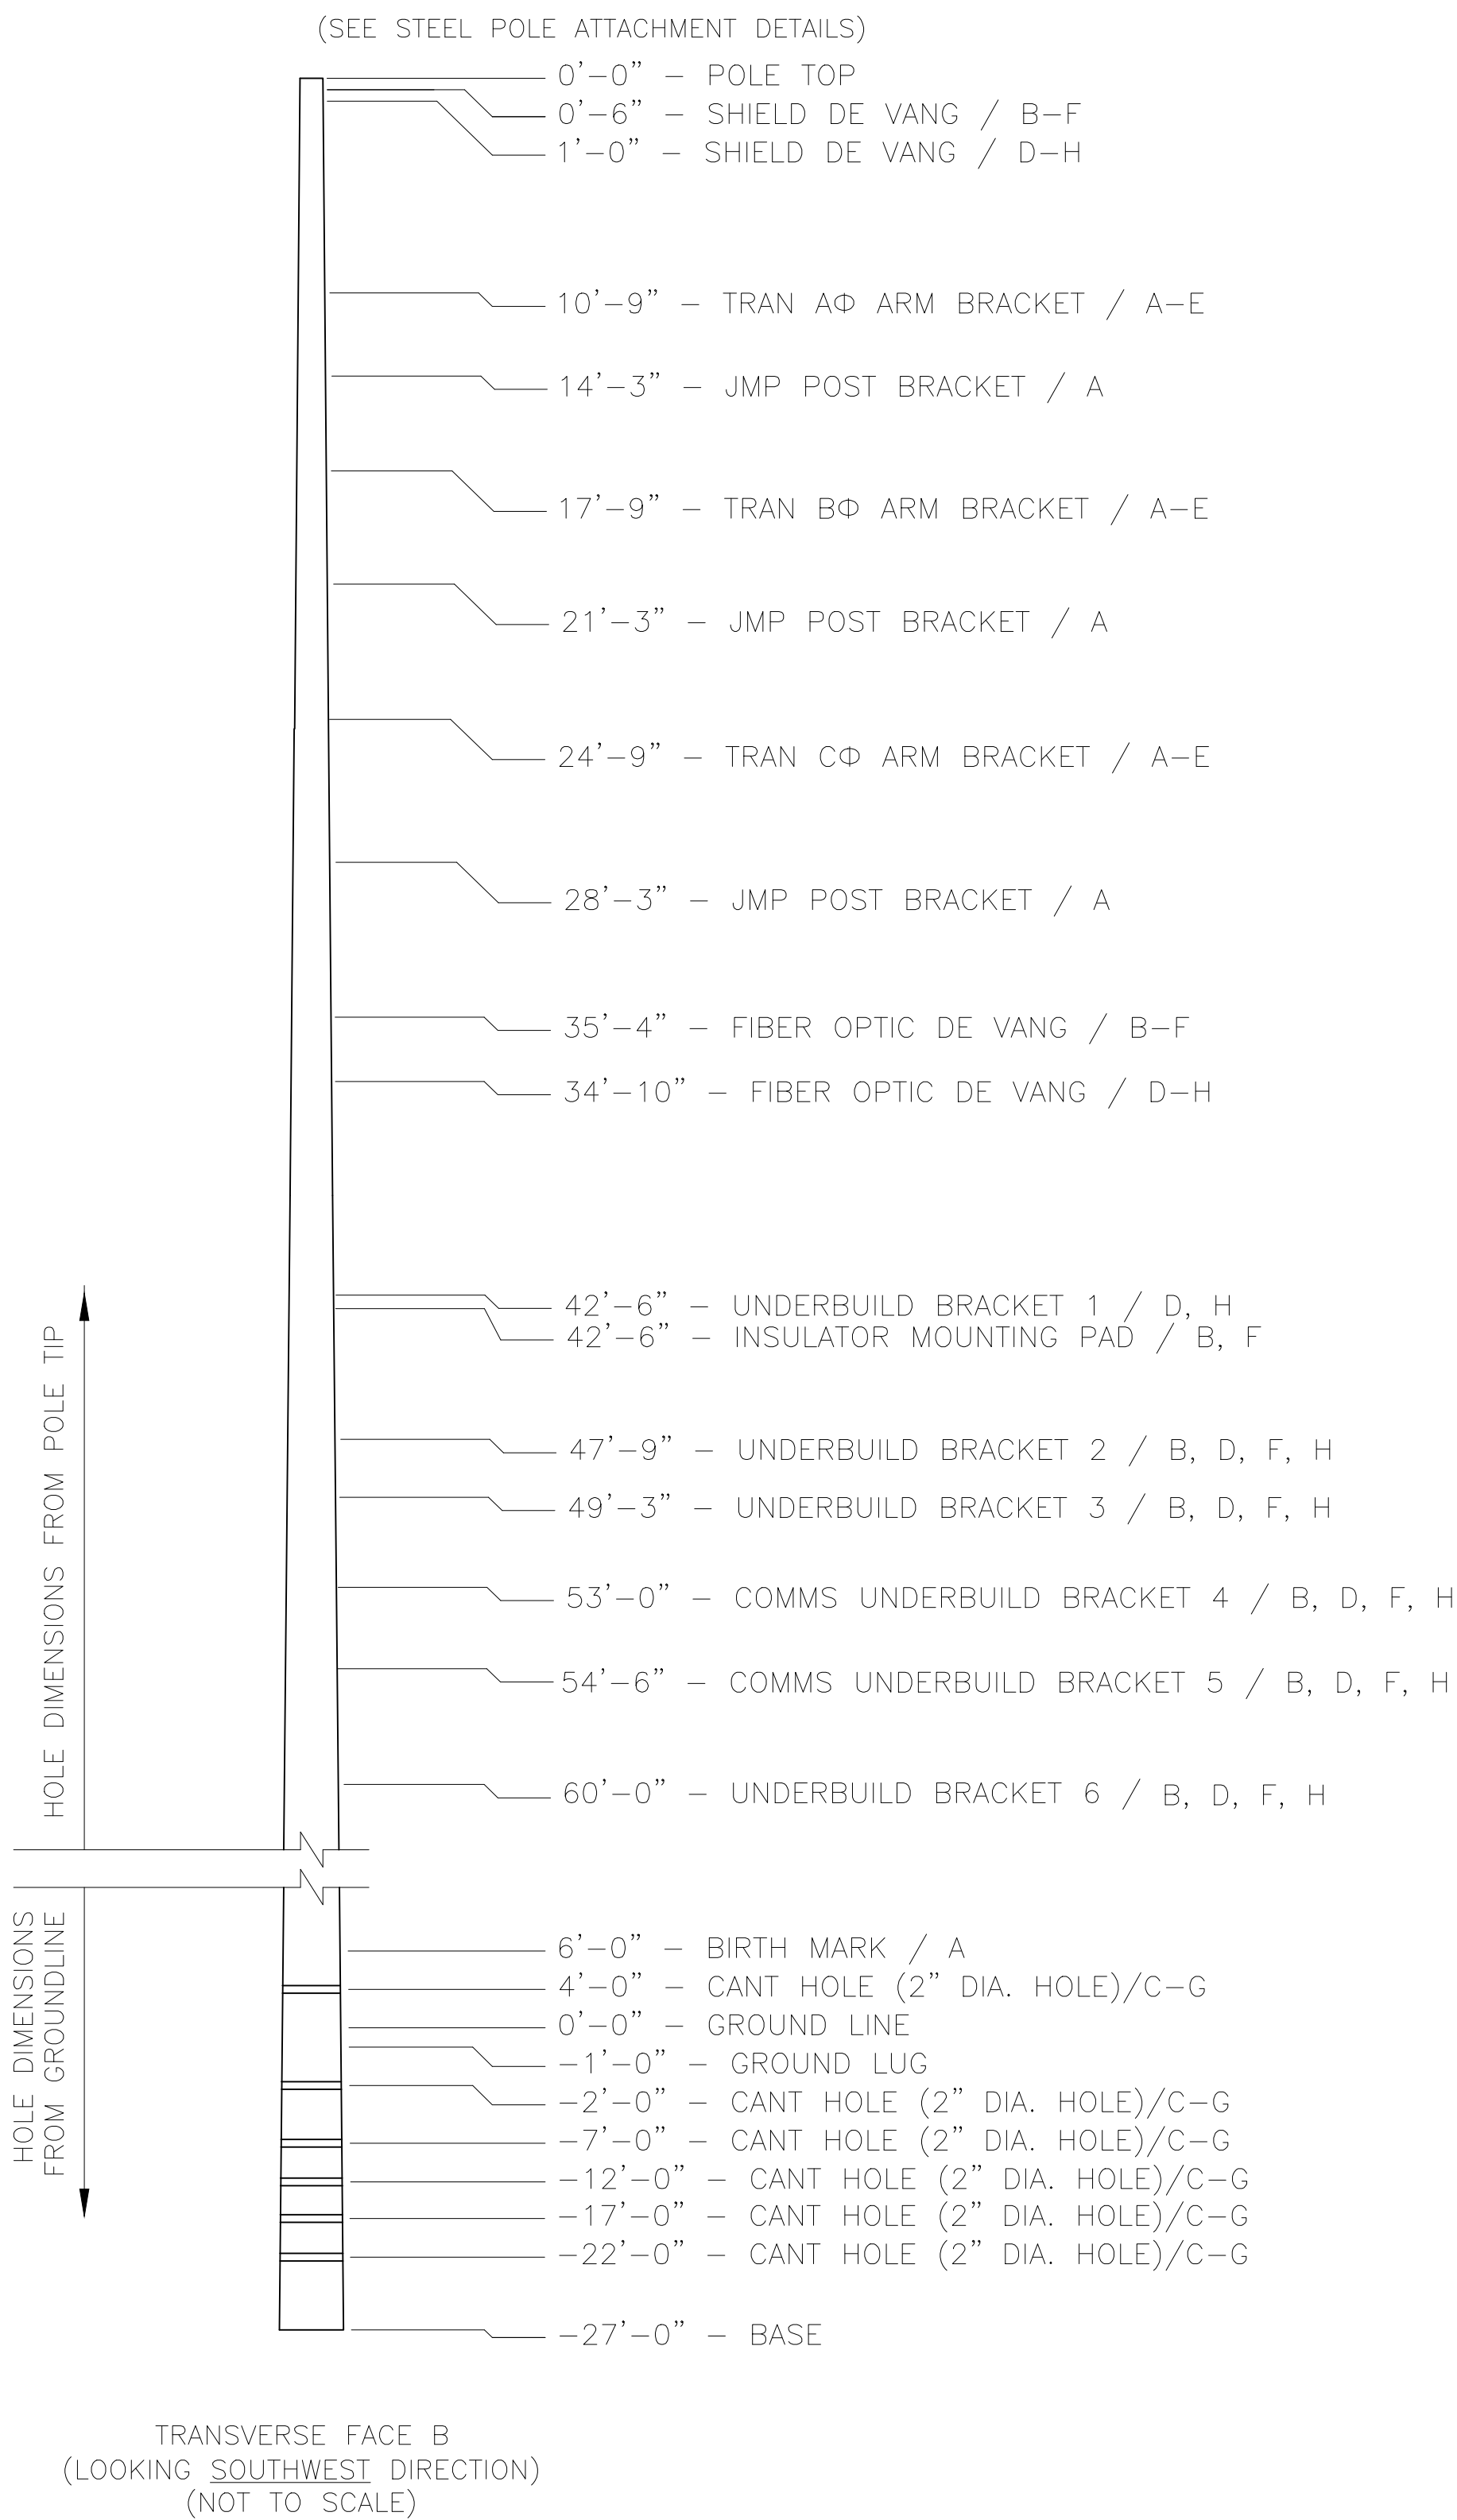 (SEE STEEL POLE ATTACHMENT DETAILS)
0'-0" - POLE TOP
0'-6" - SHIELD DE VANG / B-F
1'-0" - SHIELD DE VANG / D-H
10'-9" - TRAN AΦ ARM BRACKET / A-E
14'-3" - JMP POST BRACKET / A
17'-9" - TRAN BΦ ARM BRACKET / A-E
21'-3" - JMP POST BRACKET / A
24'-9" - TRAN CΦ ARM BRACKET / A-E
28'-3" - JMP POST BRACKET / A
35'-4" - FIBER OPTIC DE VANG / B-F
34'-10" - FIBER OPTIC DE VANG / D-H
42'-6" - UNDERBUILD BRACKET 1 / D, H
42'-6" - INSULATOR MOUNTING PAD / B, F
47'-9" - UNDERBUILD BRACKET 2 / B, D, F, H
49'-3" - UNDERBUILD BRACKET 3 / B, D, F, H
53'-0" - COMMS UNDERBUILD BRACKET 4 / B, D, F, H
54'-6" - COMMS UNDERBUILD BRACKET 5 / B, D, F, H
60'-0" - UNDERBUILD BRACKET 6 / B, D, F, H
HOLE DIMENSIONS FROM POLE TIP
HOLE DIMENSIONS
FROM GROUNDLINE
6'-0" - BIRTH MARK / A
4'-0" - CANT HOLE (2" DIA. HOLE)/C-G
0'-0" - GROUND LINE
-1'-0" - GROUND LUG
-2'-0" - CANT HOLE (2" DIA. HOLE)/C-G
-7'-0" - CANT HOLE (2" DIA. HOLE)/C-G
-12'-0" - CANT HOLE (2" DIA. HOLE)/C-G
-17'-0" - CANT HOLE (2" DIA. HOLE)/C-G
-22'-0" - CANT HOLE (2" DIA. HOLE)/C-G
-27'-0" - BASE
TRANSVERSE FACE B
(LOOKING SOUTHWEST DIRECTION)
(NOT TO SCALE)